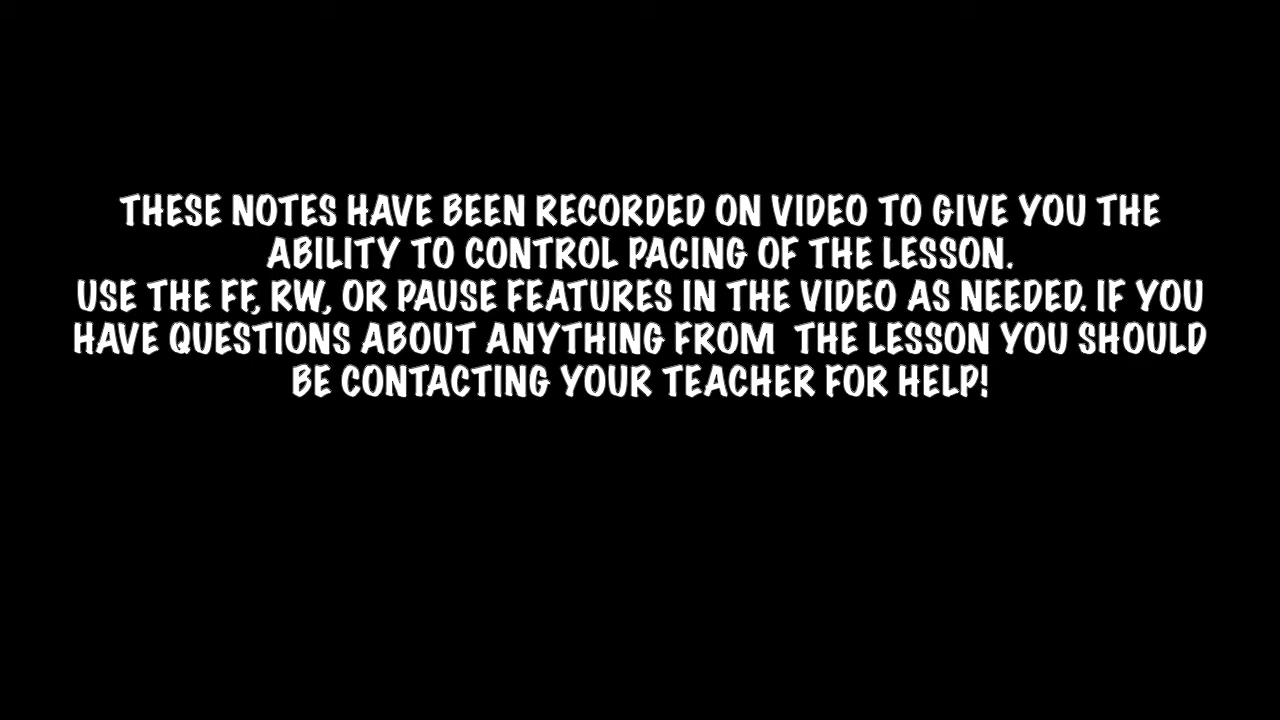 THESE NOTES HAVE BEEN RECORDED ON VIDEO TO GIVE YOU THE
ABILITY TO CONTROL PACING OF THE LESSON.
USE THE FF, RW, OR PAUSE FEATURES IN THE VIDEO AS NEEDED. IF YOU
HAVE QUESTIONS ABOUT ANYTHING FROM  THE LESSON YOU SHOULD
BE CONTACTING YOUR TEACHER FOR HELP!